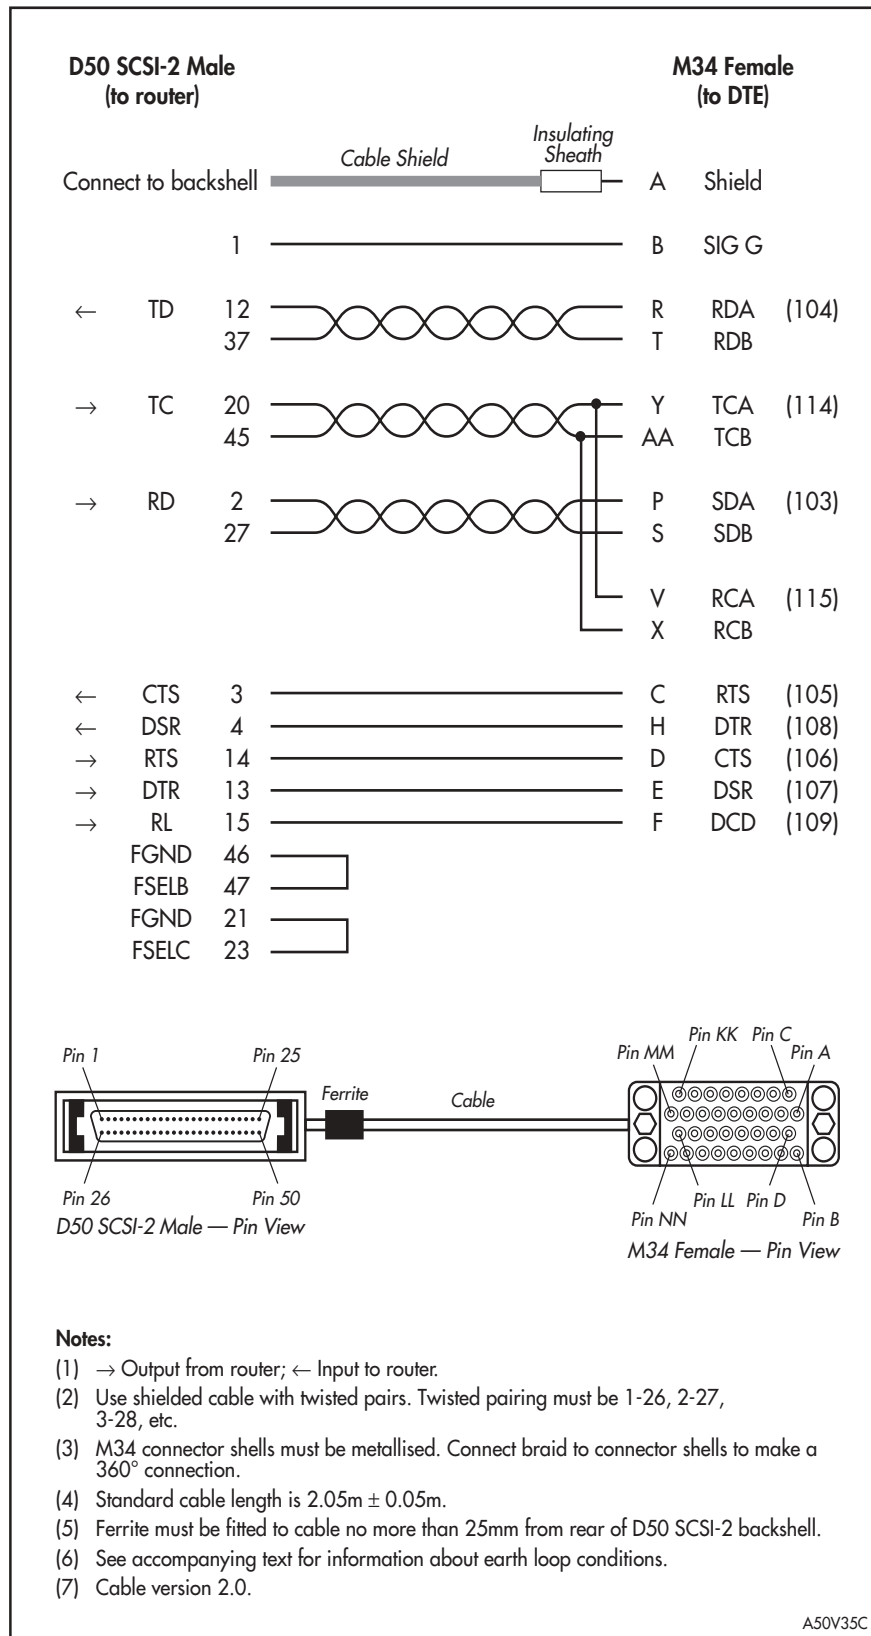 D50 SCSI-2 Male
(to router)
M34 Female
(to DTE)
Cable Shield
Insulating
Sheath
Connect to backshell A Shield
1 B SIG G
← TD 12 R RDA (104)
37 T RDB
→ TC 20 Y TCA (114)
45 AA TCB
→ RD 2 P SDA (103)
27 S SDB
V RCA (115)
X RCB
← CTS 3 C RTS (105)
← DSR 4 H DTR (108)
→ RTS 14 D CTS (106)
→ DTR 13 E DSR (107)
→ RL 15 F DCD (109)
FGND 46
FSELB 47
FGND 21
FSELC 23
Pin 1 Pin 25
Ferrite
Cable
Pin 26 Pin 50
D50 SCSI-2 Male — Pin View
Pin KK Pin C
Pin MM Pin A
Pin LL Pin D
Pin NN Pin B
M34 Female — Pin View
Notes:
(1) → Output from router; ← Input to router.
(2) Use shielded cable with twisted pairs. Twisted pairing must be 1-26, 2-27,
3-28, etc.
(3) M34 connector shells must be metallised. Connect braid to connector shells to make a
360° connection.
(4) Standard cable length is 2.05m ± 0.05m.
(5) Ferrite must be fitted to cable no more than 25mm from rear of D50 SCSI-2 backshell.
(6) See accompanying text for information about earth loop conditions.
(7) Cable version 2.0.
A50V35C